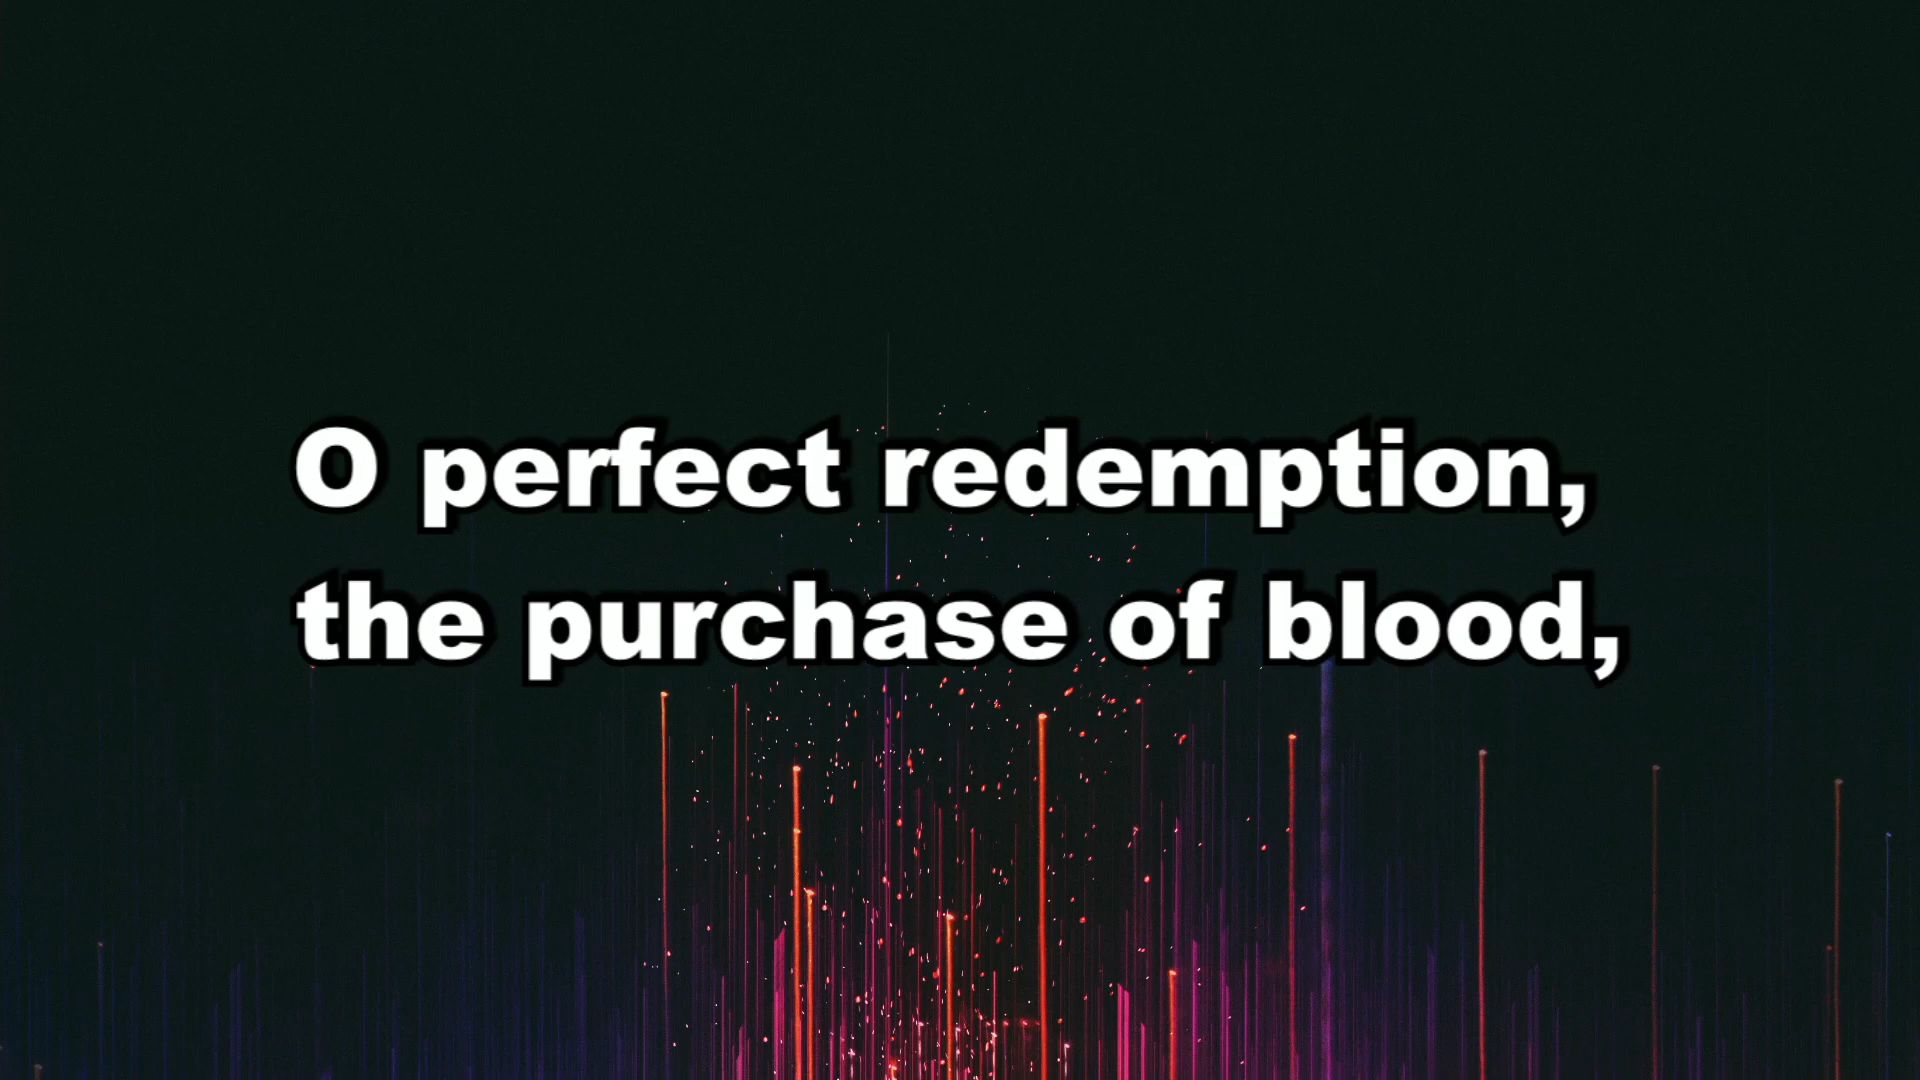 O perfect redemption,
the purchase of blood,